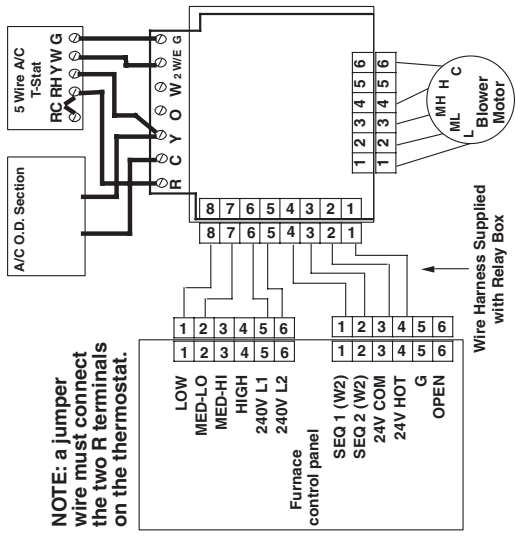 NOTE: a jumper
wire must connect
the two R terminals
on the thermostat.
A/C O.D. Section
5 Wire A/C
T-Stat
RC RH Y W G
R C Y O W2 W/E G
Furnace
control panel
LOW 1 1
MED-LO 2 2
MED-HI 3 3
HIGH 4 4
240V L1 5 5
240V L2 6 6
SEQ 1 (W2) 1 1
SEQ 2 (W2) 2 2
24V COM 3 3
24V HOT 4 4
G 5 5
OPEN 6 6
8 8
7 7
6 6
5 5
4 4
3 3
2 2
1 1
1 2 3 4 5 6
1 2 3 4 5 6
L ML MH H C
Blower
Motor
Wire Harness Supplied
with Relay Box